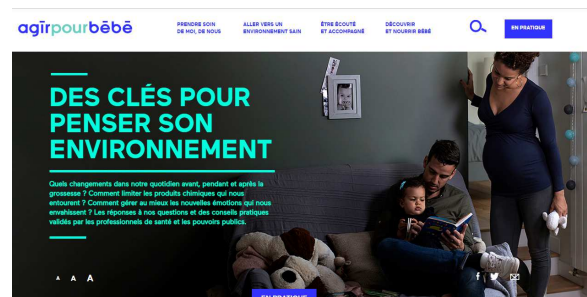 agīrpourbēbē
PRENDRE SOIN
DE MOI, DE NOUS
ALLER VERS UN
ENVIRONNEMENT SAIN
ÊTRE ÉCOUTÉ
ET ACCOMPAGNÉ
DÉCOUVRIR
ET NOURRIR BÉBÉ
EN PRATIQUE
DES CLÉS POUR
PENSER SON
ENVIRONNEMENT
Quels changements dans notre quotidien avant, pendant et après la
grossesse ? Comment limiter les produits chimiques qui nous
entourent ? Comment gérer au mieux les nouvelles émotions qui nous
envahissent ? Les réponses à nos questions et des conseils pratiques
validés par les professionnels de santé et les pouvoirs publics.
A A A
f
EN PRATIQUE